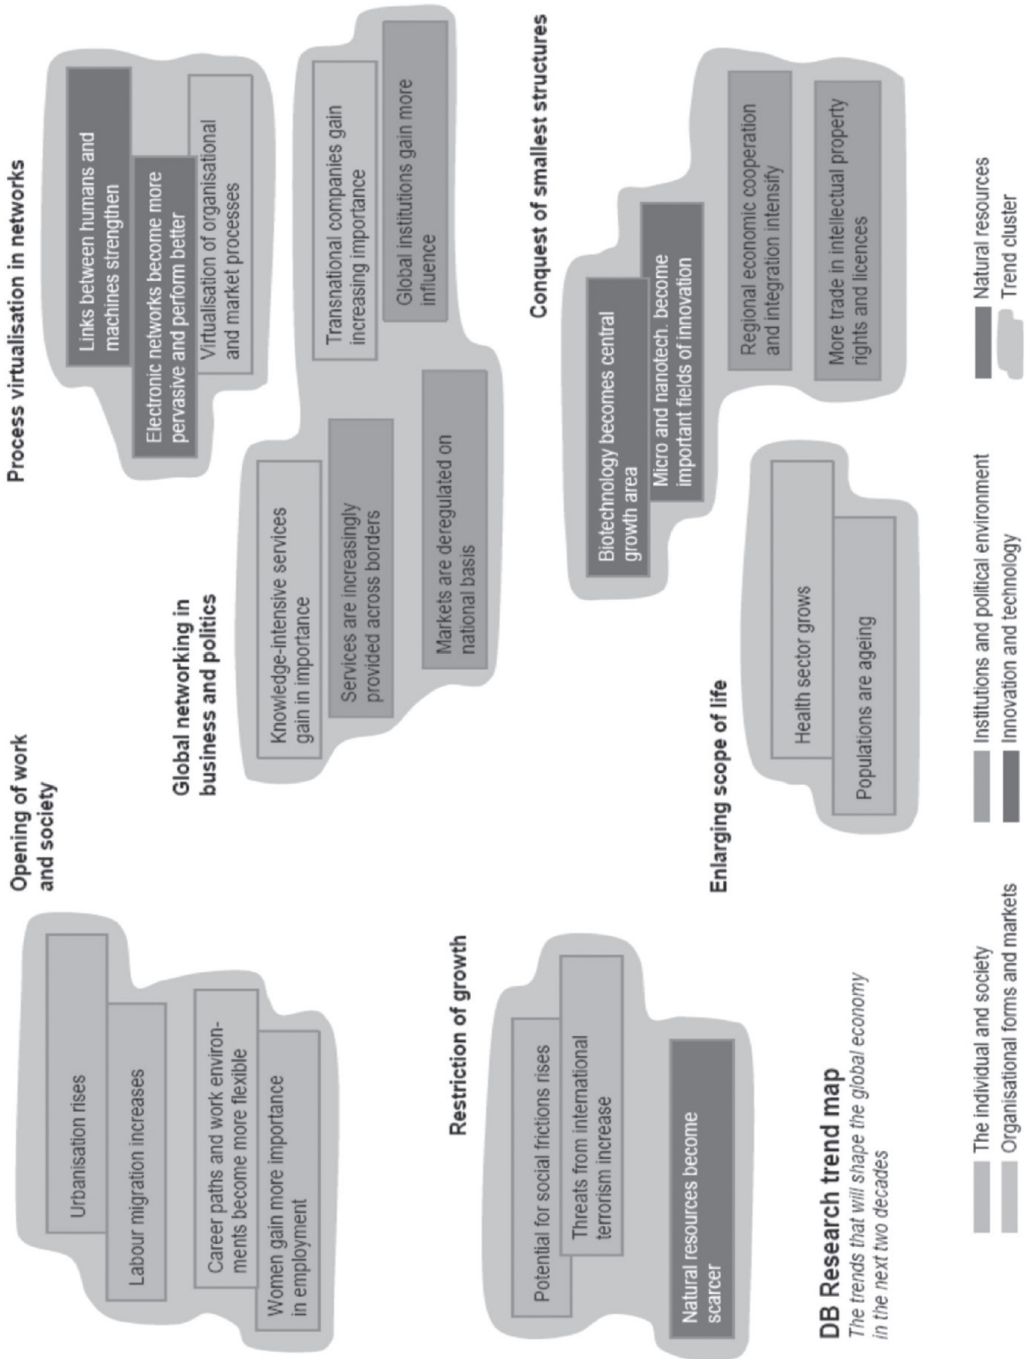 Opening of work
and society
Urbanisation rises
Labour migration increases
Career paths and work environ-
ments become more flexible
Women gain more importance
in employment
Global networking in
business and politics
Knowledge-intensive services
gain in importance
Services are increasingly
provided across borders
Markets are deregulated on
national basis
Transnational companies gain
increasing importance
Global institutions gain more
influence
Process virtualisation in networks
Links between humans and
machines strengthen
Electronic networks become more
pervasive and perform better
Virtualisation of organisational
and market processes
Restriction of growth
Potential for social frictions rises
Threats from international
terrorism increase
Natural resources become
scarcer
Enlarging scope of life
Health sector grows
Populations are ageing
Conquest of smallest structures
Biotechnology becomes central
growth area
Micro and nanotech. become
important fields of innovation
Regional economic cooperation
and integration intensify
More trade in intellectual property
rights and licences
DB Research trend map
The trends that will shape the global economy
in the next two decades
The individual and society
Organisational forms and markets
Institutions and political environment
Innovation and technology
Natural resources
Trend cluster